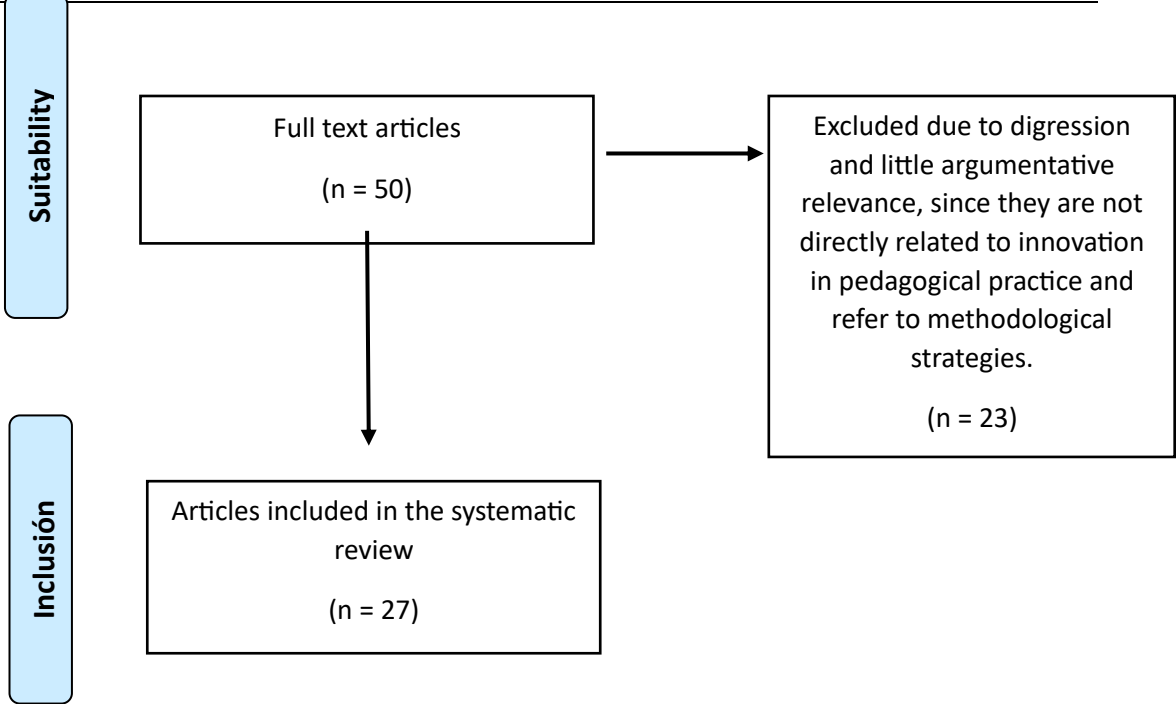 Suitability
Full text articles
(n = 50)
Excluded due to digression
and little argumentative
relevance, since they are not
directly related to innovation
in pedagogical practice and
refer to methodological
strategies.
(n = 23)
Inclusión
Articles included in the systematic
review
(n = 27)